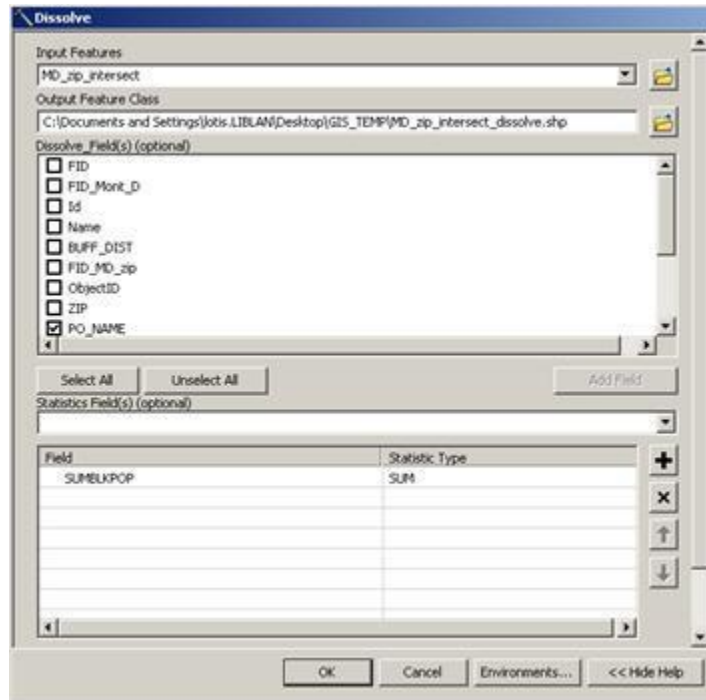 Dissolve
Input Features
MD_zip_intersect
Output Feature Class
C:\Documents and Settings\lotis.LIBLAN\Desktop\GIS_TEMP\MD_zip_intersect_dissolve.shp
Dissolve_Field(s) (optional)
FID
FID_Mont_D
Id
Name
BUFF_DIST
FID_MD_zip
ObjectID
ZIP
PO_NAME
Select All Unselect All Add Field
Statistics Field(s) (optional)
Field Statistic Type
SUMBLKPOP SUM
OK Cancel Environments... << Hide Help